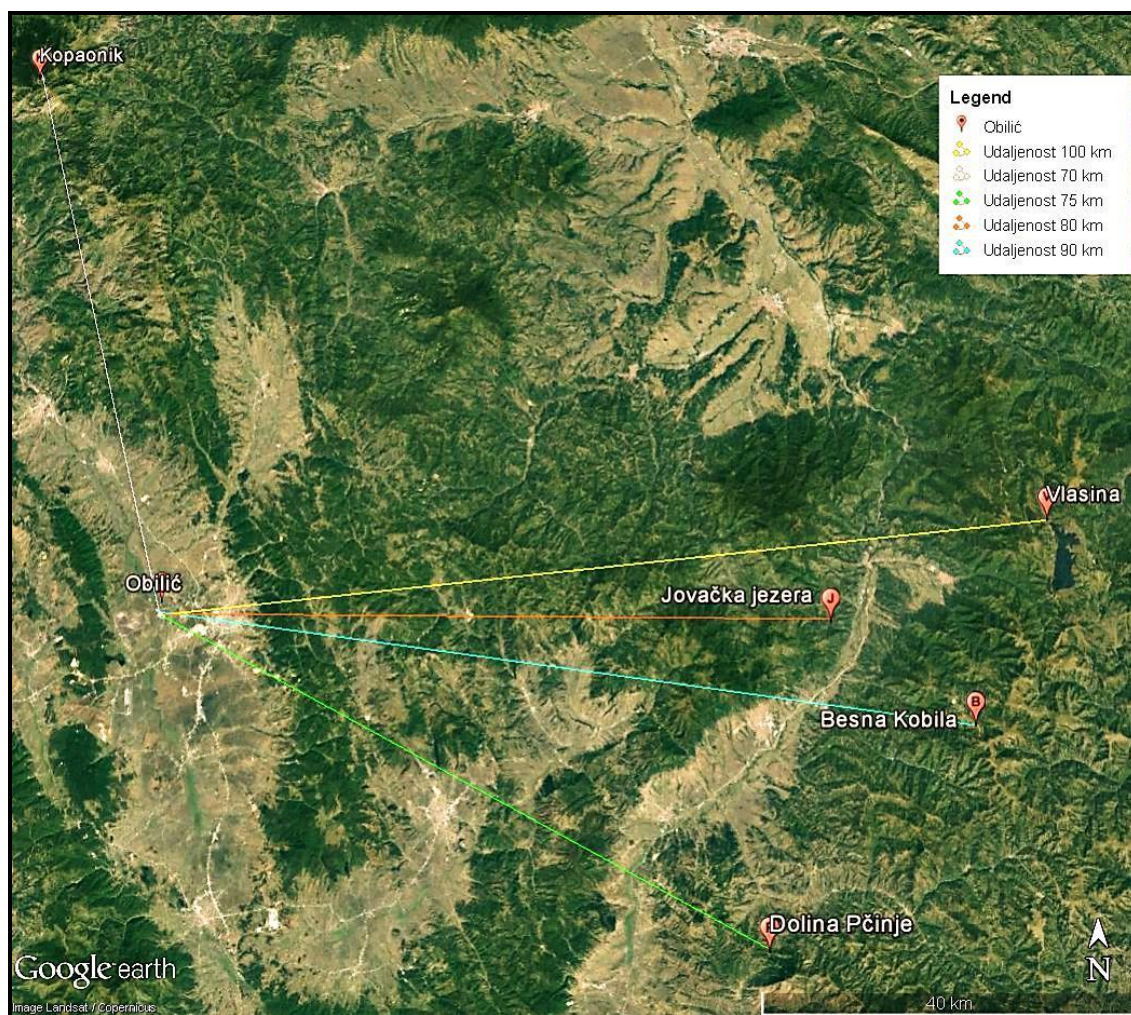 Kopaonik
Legend
Obilić
Udaljenost 100 km
Udaljenost 70 km
Udaljenost 75 km
Udaljenost 80 km
Udaljenost 90 km
Vlasina
Obilić
Jovačka jezera
J
B
Besna Kobila
Dolina Pčinje
N
Google earth
40 km
Image Landsat / Copernicus